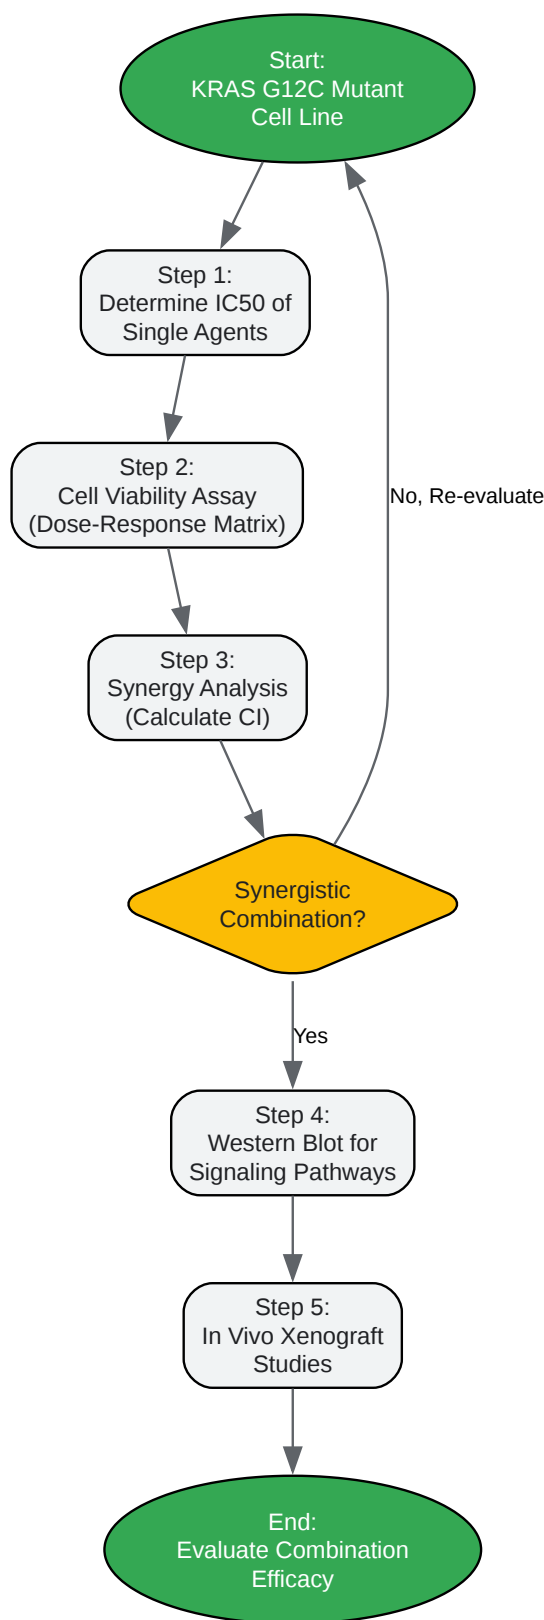 Start:
KRAS G12C Mutant
Cell Line
Step 1:
Determine IC50 of
Single Agents
Step 2:
Cell Viability Assay
(Dose-Response Matrix)
No, Re-evaluate
Step 3:
Synergy Analysis
(Calculate CI)
Synergistic
Combination?
Yes
Step 4:
Western Blot for
Signaling Pathways
Step 5:
In Vivo Xenograft
Studies
End:
Evaluate Combination
Efficacy